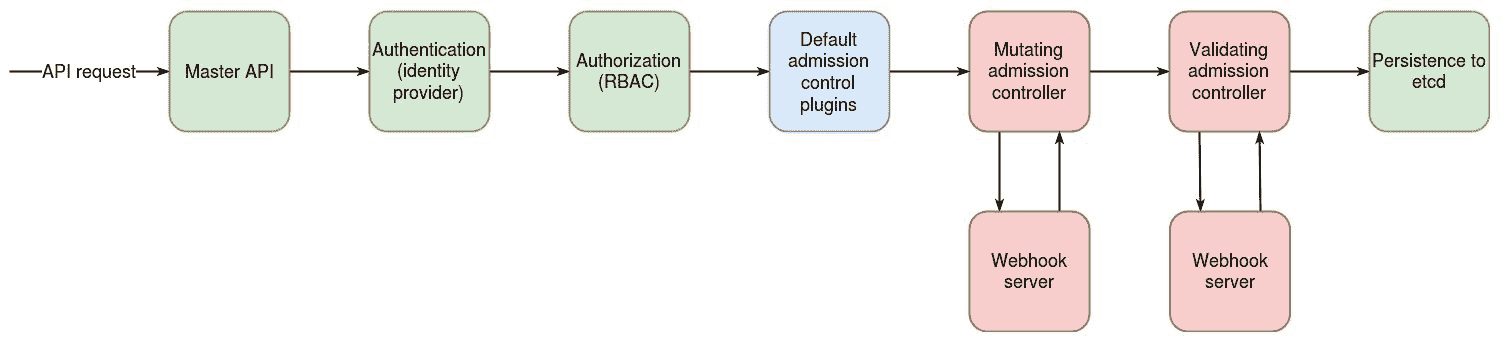 API request
Master API
Authentication
(identity
provider)
Authorization
(RBAC)
Default
admission
control
plugins
Mutating
admission
controller
Validating
admission
controller
Persistence to
etcd
Webhook
server
Webhook
server